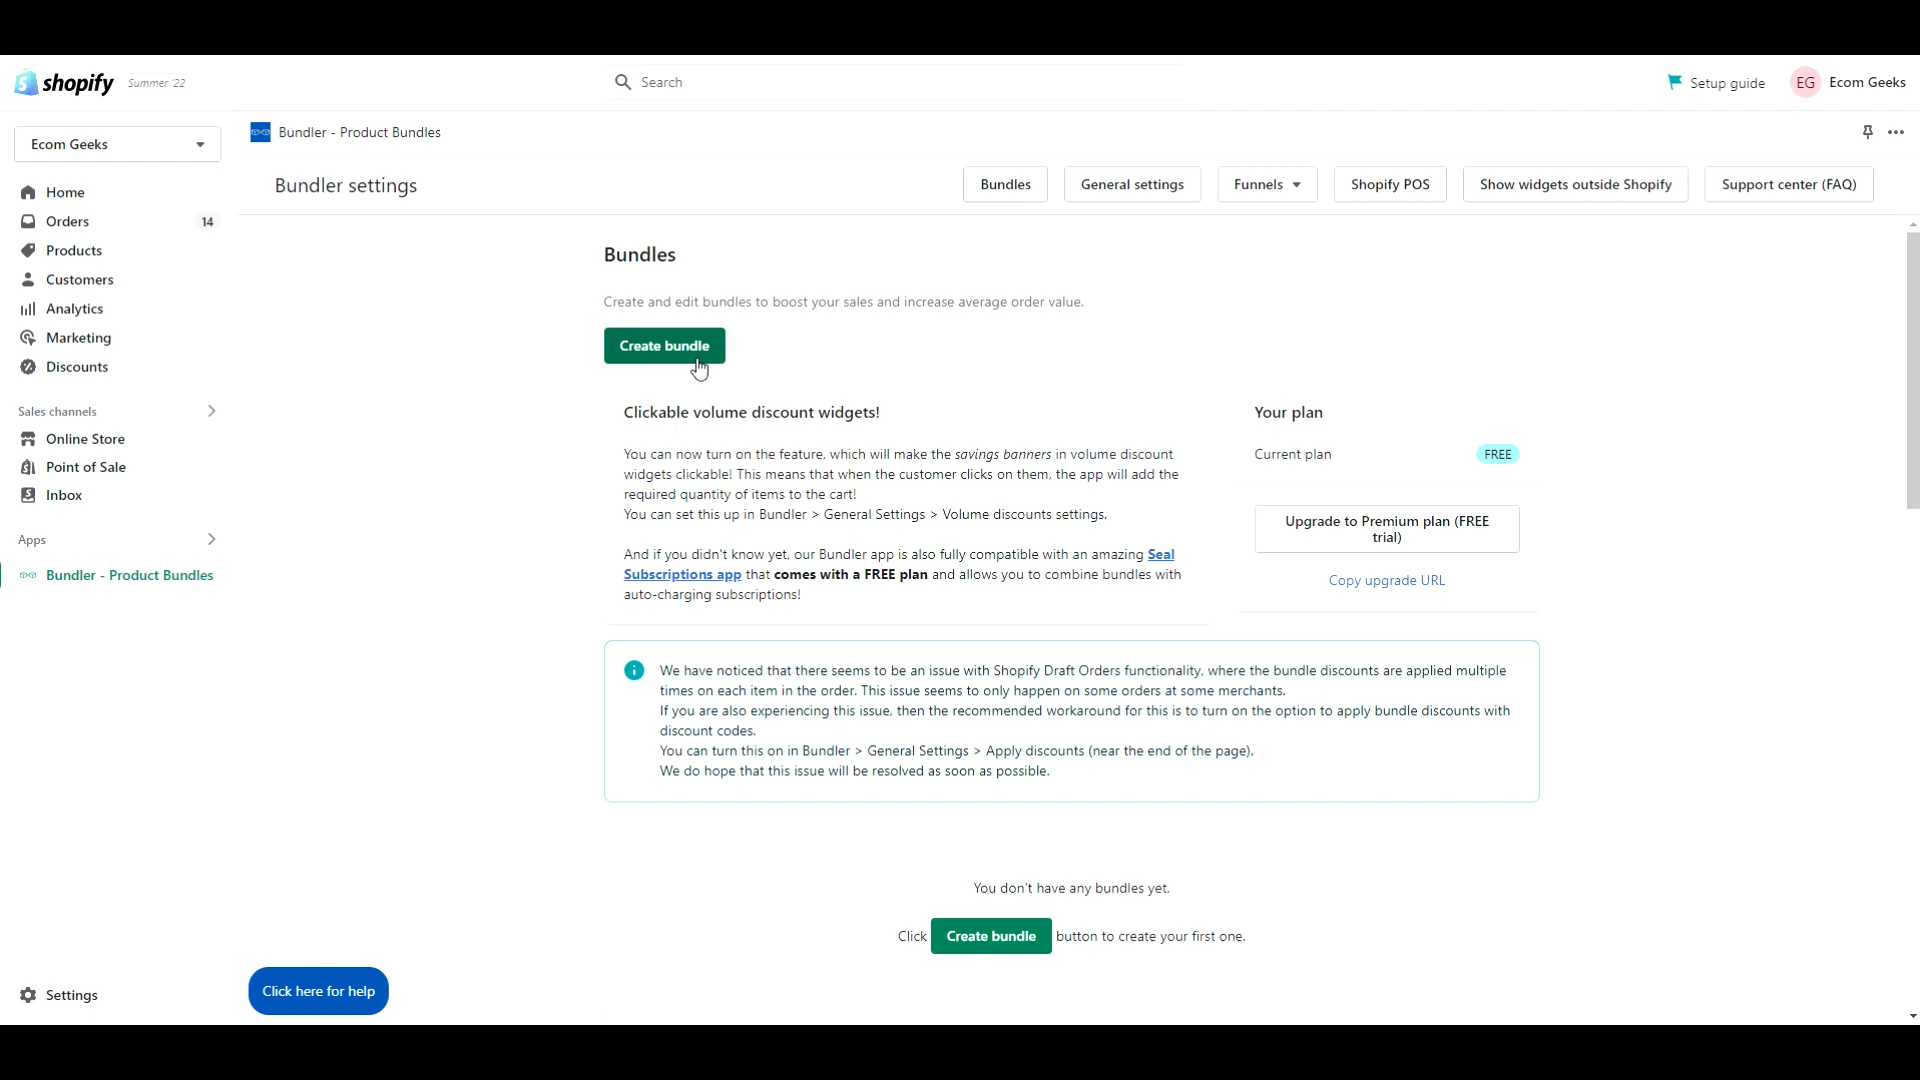 shopify Summer '22
Search
Setup guide
EG Ecom Geeks
Ecom Geeks
Home
Orders 14
Products
Customers
Analytics
Marketing
Discounts
Sales channels
Online Store
Point of Sale
Inbox
Apps
Bundler - Product Bundles
Settings
Bundler - Product Bundles
Bundler settings
Bundles
General settings
Funnels
Shopify POS
Show widgets outside Shopify
Support center (FAQ)
Bundles
Create and edit bundles to boost your sales and increase average order value.
Create bundle
Clickable volume discount widgets!
You can now turn on the feature, which will make the savings banners in volume discount
widgets clickable! This means that when the customer clicks on them, the app will add the
required quantity of items to the cart!
You can set this up in Bundler > General Settings > Volume discounts settings.
And if you didn't know yet, our Bundler app is also fully compatible with an amazing Seal
Subscriptions app that comes with a FREE plan and allows you to combine bundles with
auto-charging subscriptions!
Your plan
Current plan FREE
Upgrade to Premium plan (FREE
trial)
Copy upgrade URL
We have noticed that there seems to be an issue with Shopify Draft Orders functionality, where the bundle discounts are applied multiple
times on each item in the order. This issue seems to only happen on some orders at some merchants.
If you are also experiencing this issue, then the recommended workaround for this is to turn on the option to apply bundle discounts with
discount codes.
You can turn this on in Bundler > General Settings > Apply discounts (near the end of the page).
We do hope that this issue will be resolved as soon as possible.
You don't have any bundles yet.
Click Create bundle button to create your first one.
Click here for help